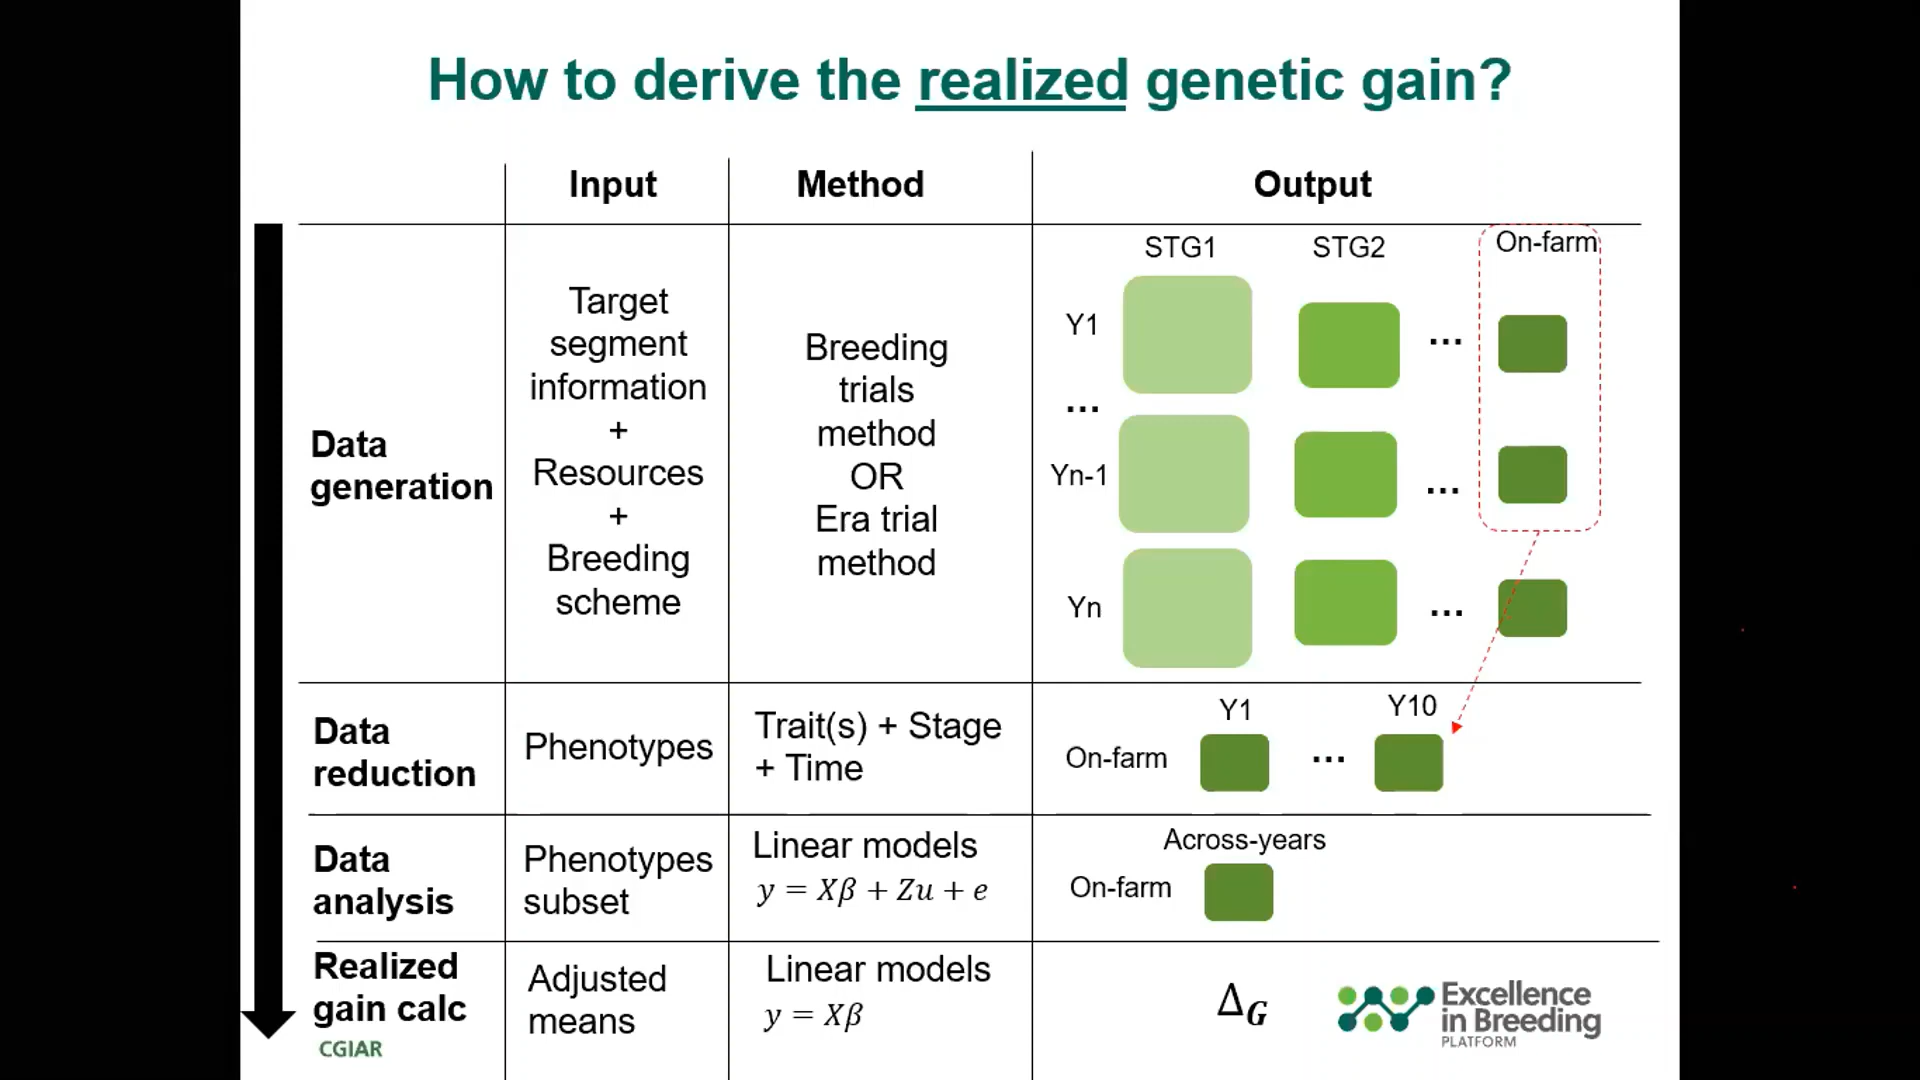 How to derive the realized genetic gain?
Input
Method
Output
Data
generation
Target
segment
information
+
Resources
+
Breeding
scheme
Breeding
trials
method
OR
Era trial
method
STG1
STG2
On-farm
Y1
...
...
Yn-1
...
Yn
...
Data
reduction
Phenotypes
Trait(s) + Stage
+ Time
Y1
Y10
On-farm
...
Data
analysis
Phenotypes
subset
Linear models
y = Xβ + Zu + e
Across-years
On-farm
Realized
gain calc
Adjusted
means
Linear models
y = Xβ
ΔG
CGIAR
Excellence
in Breeding
PLATFORM